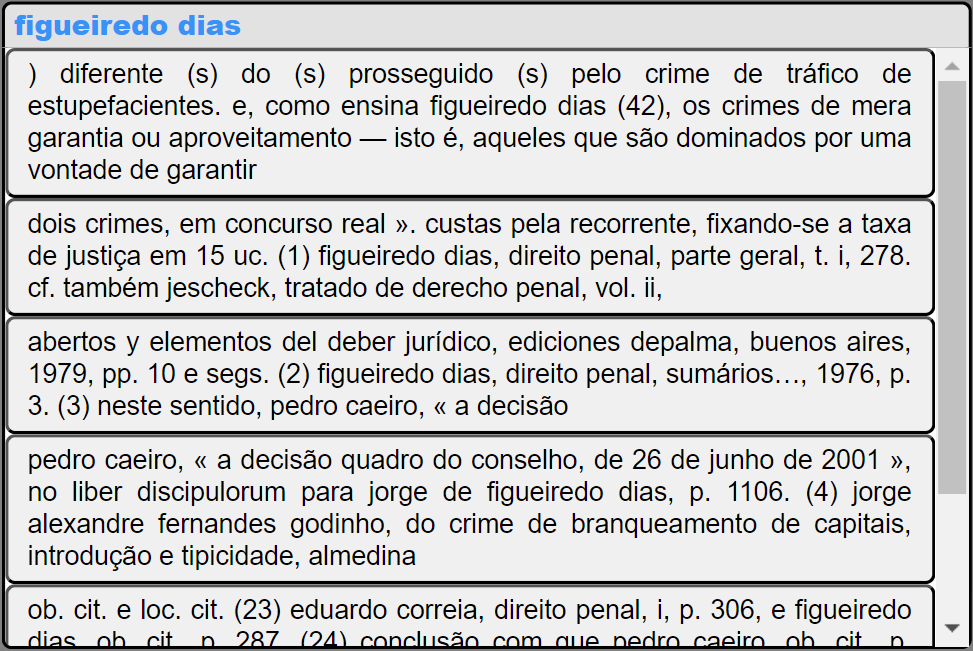 figueiredo dias
) diferente (s) do (s) prosseguido (s) pelo crime de tráfico de
estupefacientes. e, como ensina figueiredo dias (42), os crimes de mera
garantia ou aproveitamento — isto é, aqueles que são dominados por uma
vontade de garantir
dois crimes, em concurso real ». custas pela recorrente, fixando-se a taxa
de justiça em 15 uc. (1) figueiredo dias, direito penal, parte geral, t. i, 278.
cf. também jescheck, tratado de derecho penal, vol. ii,
abertos y elementos del deber jurídico, ediciones depalma, buenos aires,
1979, pp. 10 e segs. (2) figueiredo dias, direito penal, sumários…, 1976, p.
3. (3) neste sentido, pedro caeiro, « a decisão
pedro caeiro, « a decisão quadro do conselho, de 26 de junho de 2001 »,
no liber discipulorum para jorge de figueiredo dias, p. 1106. (4) jorge
alexandre fernandes godinho, do crime de branqueamento de capitais,
introdução e tipicidade, almedina
ob. cit. e loc. cit. (23) eduardo correia, direito penal, i, p. 306, e figueiredo
dias, ob. cit., p. 287. (24) conclusão com que pedro caeiro, ob. cit., p.